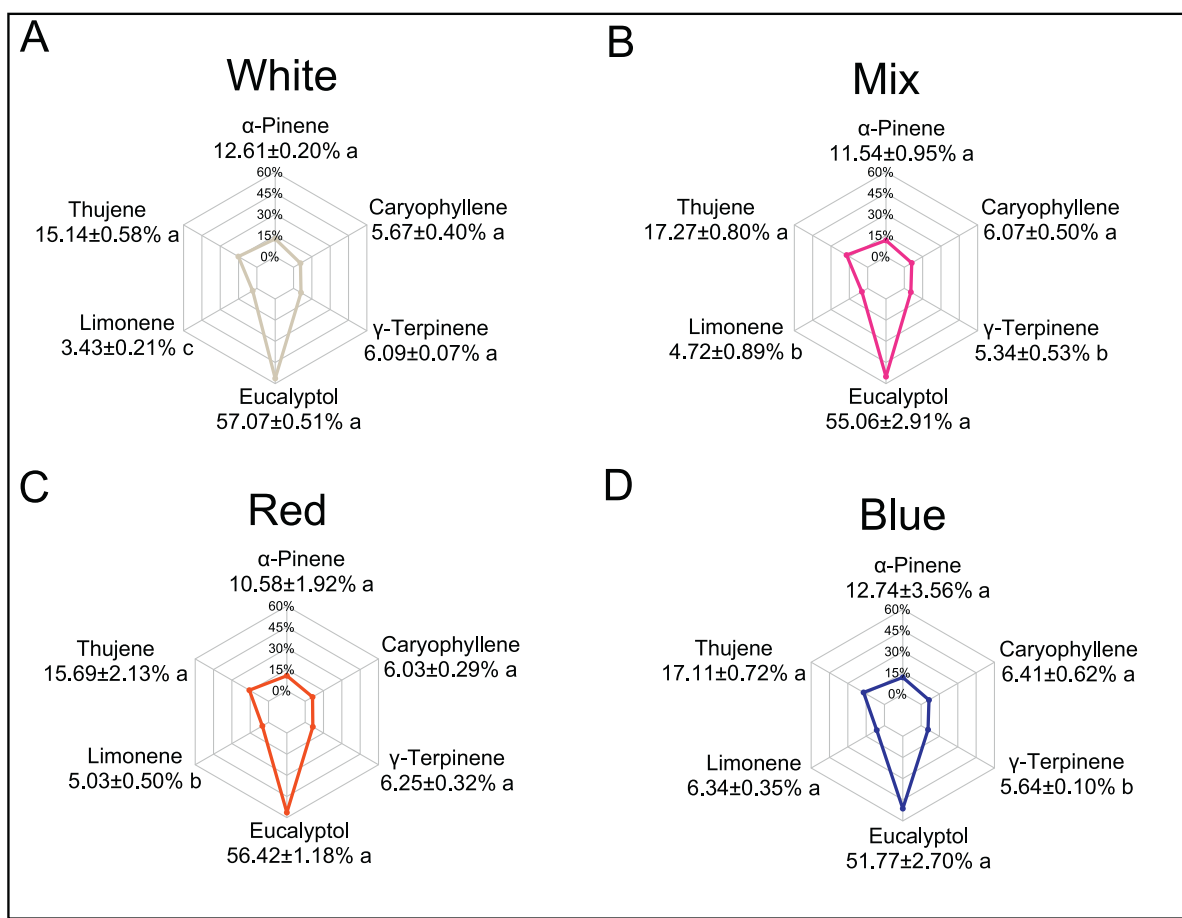 A
White
α-Pinene
12.61±0.20% a
60%
45%
30%
15%
0%
Caryophyllene
5.67±0.40% a
γ-Terpinene
6.09±0.07% a
Eucalyptol
57.07±0.51% a
Limonene
3.43±0.21% c
Thujene
15.14±0.58% a
B
Mix
α-Pinene
11.54±0.95% a
60%
45%
30%
15%
0%
Caryophyllene
6.07±0.50% a
γ-Terpinene
5.34±0.53% b
Eucalyptol
55.06±2.91% a
Limonene
4.72±0.89% b
Thujene
17.27±0.80% a
C
Red
α-Pinene
10.58±1.92% a
60%
45%
30%
15%
0%
Caryophyllene
6.03±0.29% a
γ-Terpinene
6.25±0.32% a
Eucalyptol
56.42±1.18% a
Limonene
5.03±0.50% b
Thujene
15.69±2.13% a
D
Blue
α-Pinene
12.74±3.56% a
60%
45%
30%
15%
0%
Caryophyllene
6.41±0.62% a
γ-Terpinene
5.64±0.10% b
Eucalyptol
51.77±2.70% a
Limonene
6.34±0.35% a
Thujene
17.11±0.72% a